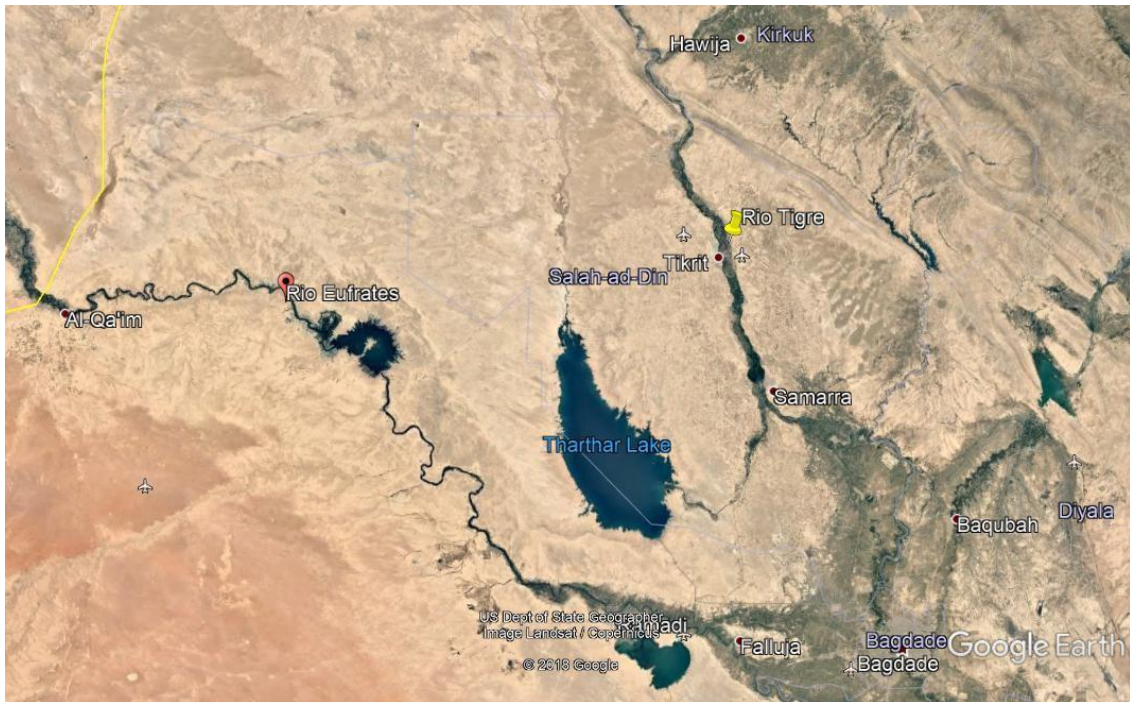 Hawija
Kirkuk
Rio Tigre
Tikrit
Salah-ad-Din
Rio Eufrates
Al-Qa'im
Samarra
Tharthar Lake
Diyala
Baqubah
US Dept of State Geographer
Ramadi
Image Landsat / Copernicus
Falluja
Bagdade
Google Earth
Bagdade
© 2018 Google